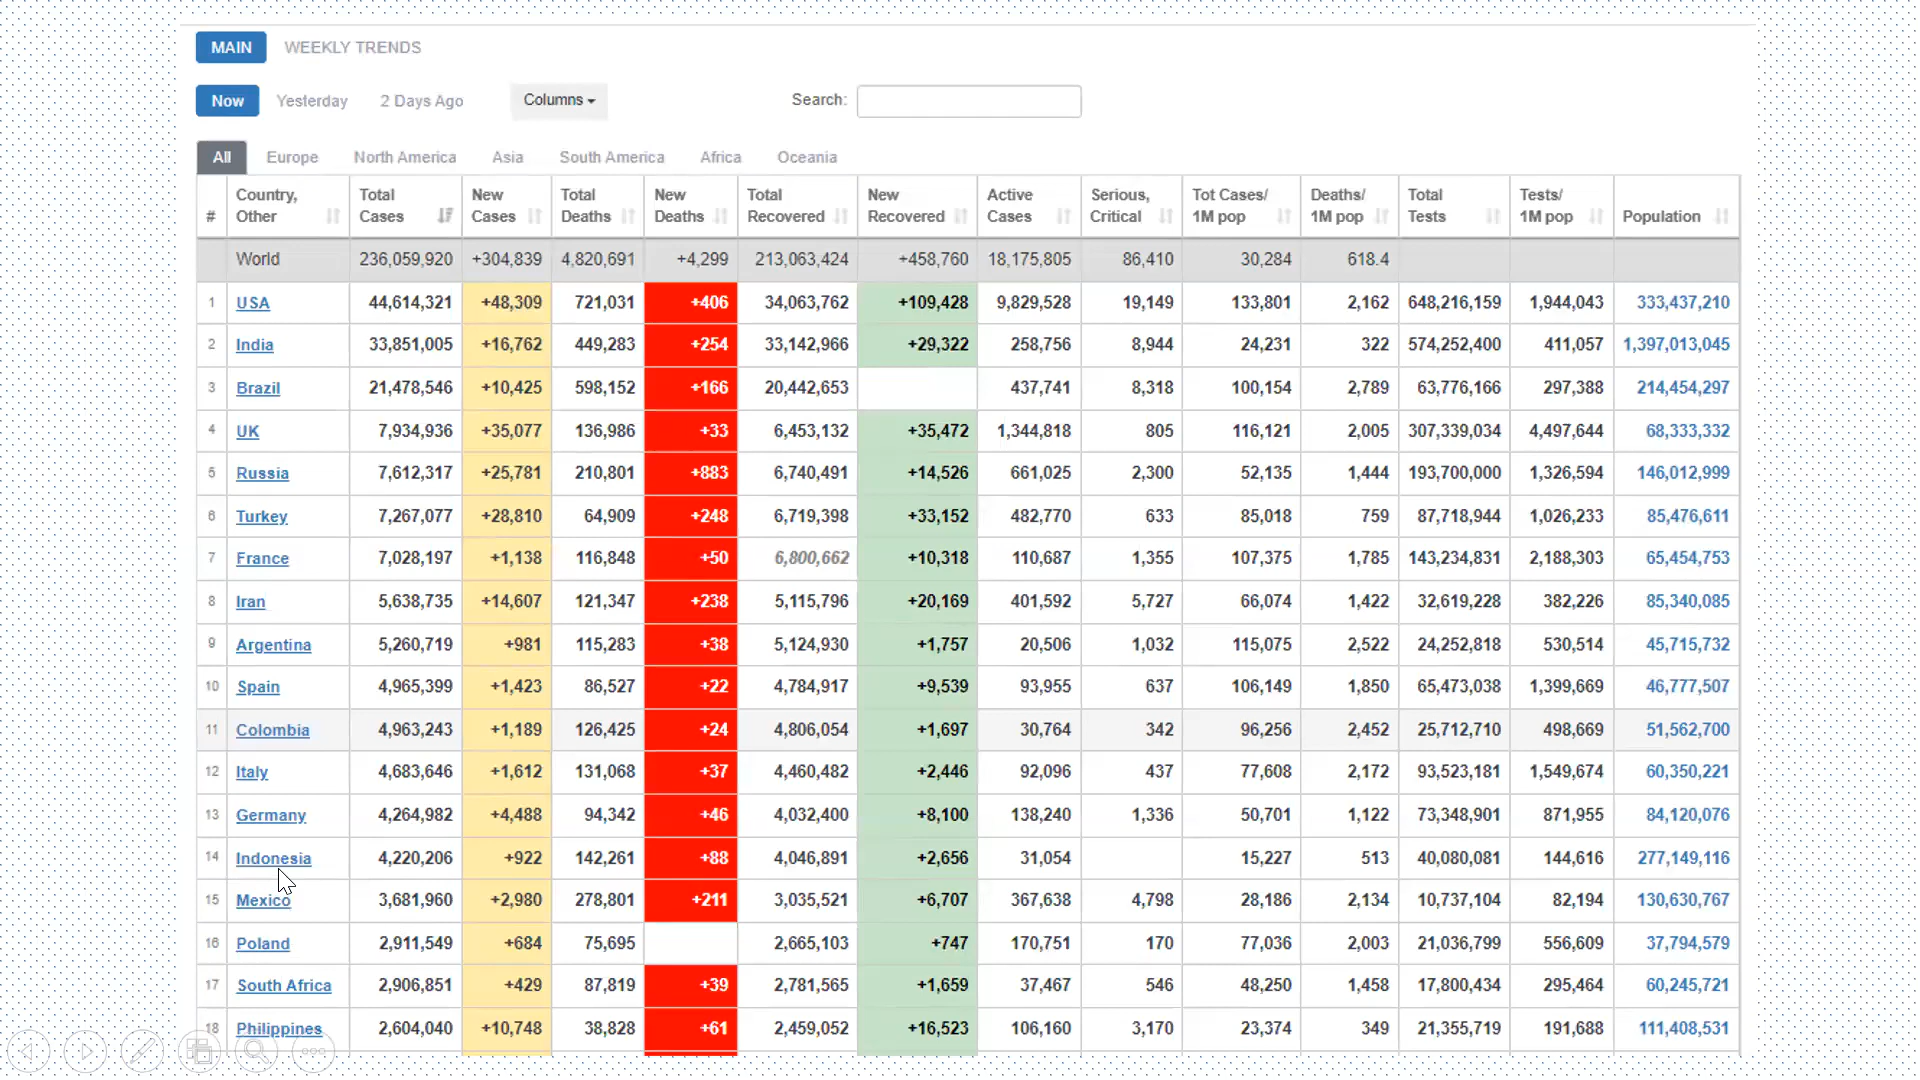 MAIN WEEKLY TRENDS
Now Yesterday 2 Days Ago Columns Search:
All Europe North America Asia South America Africa Oceania
# Country, Other Total Cases New Cases Total Deaths New Deaths Total Recovered New Recovered Active Cases Serious, Critical Tot Cases/ 1M pop Deaths/ 1M pop Total Tests Tests/ 1M pop Population
World 236,059,920 +304,839 4,820,691 +4,299 213,063,424 +458,760 18,175,805 86,410 30,284 618.4
1 USA 44,614,321 +48,309 721,031 +406 34,063,762 +109,428 9,829,528 19,149 133,801 2,162 648,216,159 1,944,043 333,437,210
2 India 33,851,005 +16,762 449,283 +254 33,142,966 +29,322 258,756 8,944 24,231 322 574,252,400 411,057 1,397,013,045
3 Brazil 21,478,546 +10,425 598,152 +166 20,442,653 437,741 8,318 100,154 2,789 63,776,166 297,388 214,454,297
4 UK 7,934,936 +35,077 136,986 +33 6,453,132 +35,472 1,344,818 805 116,121 2,005 307,339,034 4,497,644 68,333,332
5 Russia 7,612,317 +25,781 210,801 +883 6,740,491 +14,526 661,025 2,300 52,135 1,444 193,700,000 1,326,594 146,012,999
6 Turkey 7,267,077 +28,810 64,909 +248 6,719,398 +33,152 482,770 633 85,018 759 87,718,944 1,026,233 85,476,611
7 France 7,028,197 +1,138 116,848 +50 6,800,662 +10,318 110,687 1,355 107,375 1,785 143,234,831 2,188,303 65,454,753
8 Iran 5,638,735 +14,607 121,347 +238 5,115,796 +20,169 401,592 5,727 66,074 1,422 32,619,228 382,226 85,340,085
9 Argentina 5,260,719 +981 115,283 +38 5,124,930 +1,757 20,506 1,032 115,075 2,522 24,252,818 530,514 45,715,732
10 Spain 4,965,399 +1,423 86,527 +22 4,784,917 +9,539 93,955 637 106,149 1,850 65,473,038 1,399,669 46,777,507
11 Colombia 4,963,243 +1,189 126,425 +24 4,806,054 +1,697 30,764 342 96,256 2,452 25,712,710 498,669 51,562,700
12 Italy 4,683,646 +1,612 131,068 +37 4,460,482 +2,446 92,096 437 77,608 2,172 93,523,181 1,549,674 60,350,221
13 Germany 4,264,982 +4,488 94,342 +46 4,032,400 +8,100 138,240 1,336 50,701 1,122 73,348,901 871,955 84,120,076
14 Indonesia 4,220,206 +922 142,261 +88 4,046,891 +2,656 31,054 15,227 513 40,080,081 144,616 277,149,116
15 Mexico 3,681,960 +2,980 278,801 +211 3,035,521 +6,707 367,638 4,798 28,186 2,134 10,737,104 82,194 130,630,767
16 Poland 2,911,549 +684 75,695 2,665,103 +747 170,751 170 77,036 2,003 21,036,799 556,609 37,794,579
17 South Africa 2,906,851 +429 87,819 +39 2,781,565 +1,659 37,467 546 48,250 1,458 17,800,434 295,464 60,245,721
18 Philippines 2,604,040 +10,748 38,828 +61 2,459,052 +16,523 106,160 3,170 23,374 349 21,355,719 191,688 111,408,531